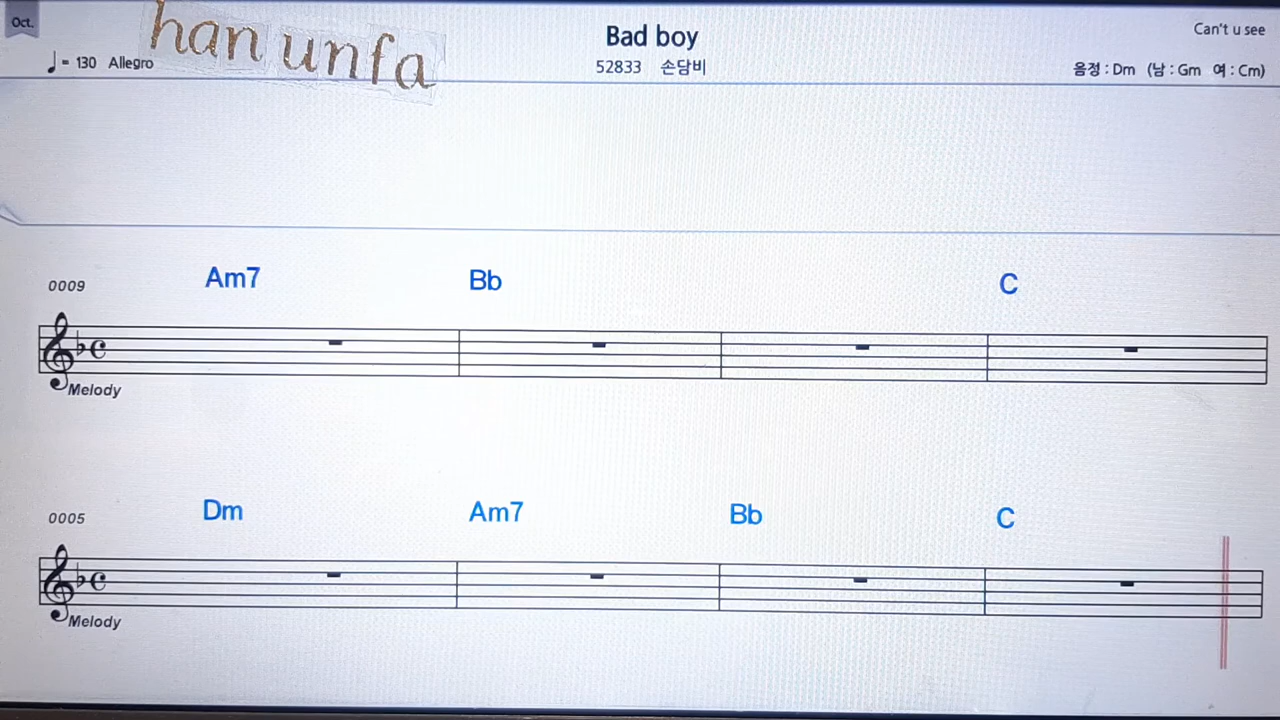 Oct.
han unfa
Bad boy
Can't u see
♩ = 130 Allegro
52833 손담비
음정 : Dm (남 : Gm 여 : Cm)
0009
Am7 Bb C
Melody
0005
Dm Am7 Bb C
Melody